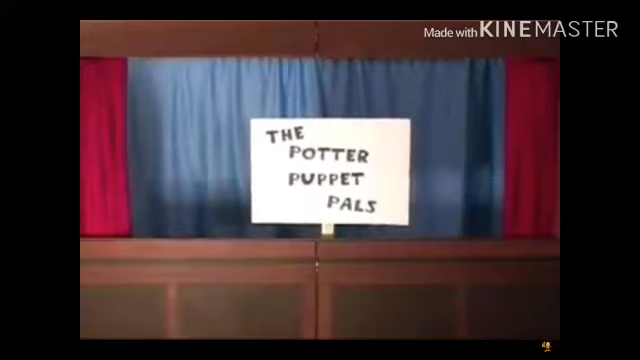 Made with KINEMASTER
THE
POTTER
PUPPET
PALS